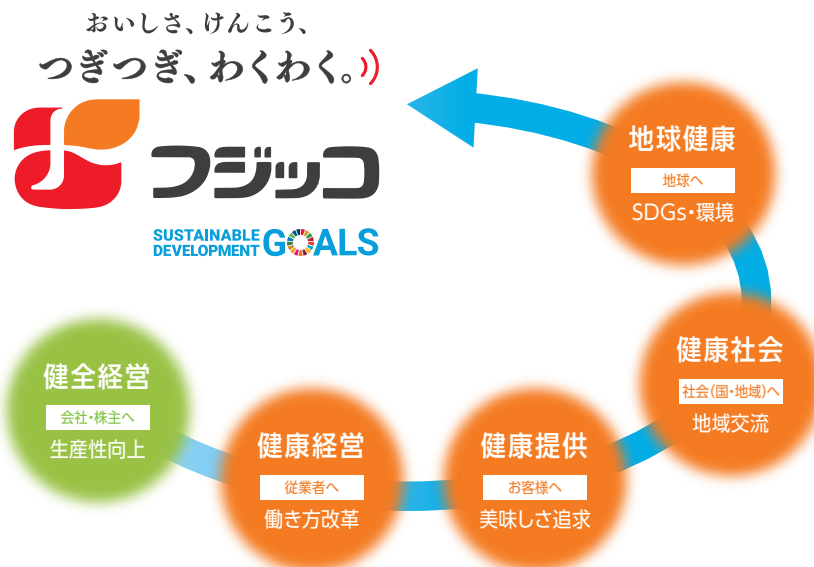 おいしさ、けんこう、
つぎつぎ、わくわく。
フジッコ
SUSTAINABLE
DEVELOPMENT GOALS
健全経営
会社・株主へ
生産性向上
健康経営
従業者へ
働き方改革
健康提供
お客様へ
美味しさ追求
健康社会
社会(国・地域)へ
地域交流
地球健康
地球へ
SDGs・環境